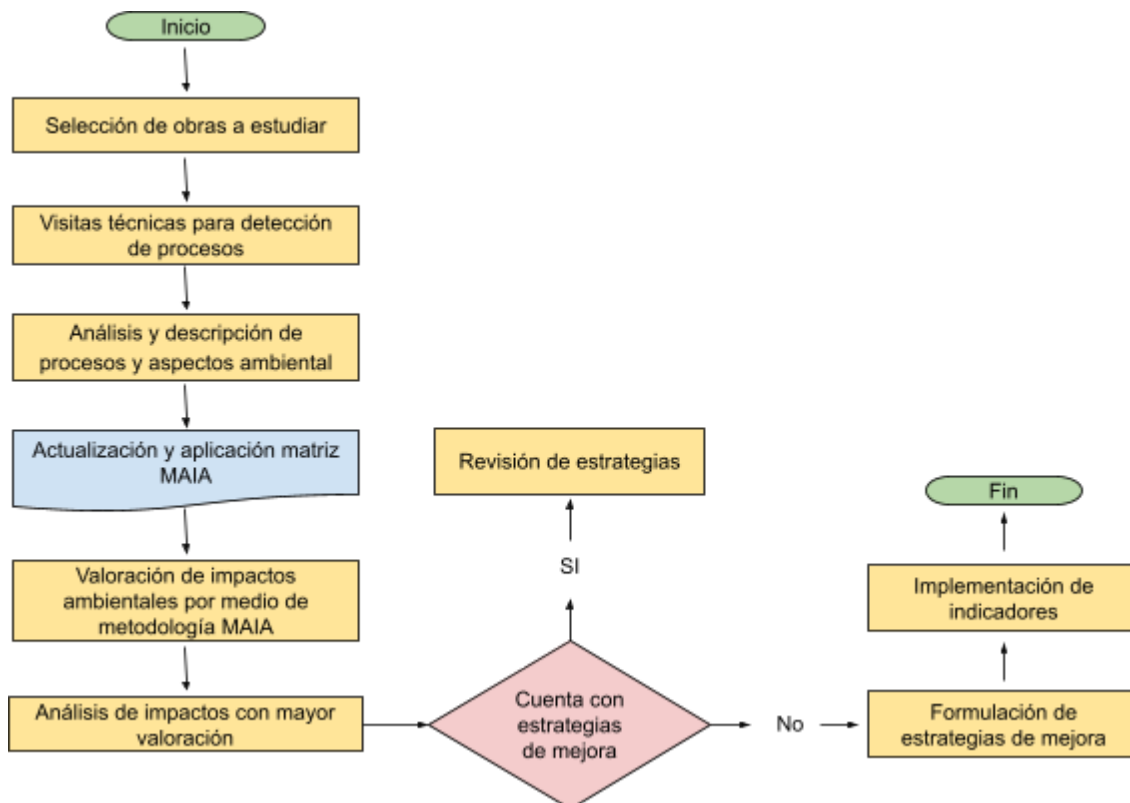 Inicio
Selección de obras a estudiar
Visitas técnicas para detección
de procesos
Análisis y descripción de
procesos y aspectos ambiental
Actualización y aplicación matriz
MAIA
Valoración de impactos
ambientales por medio de
metodología MAIA
Análisis de impactos con mayor
valoración
Cuenta con
estrategias
de mejora
SI
Revisión de estrategias
No
Formulación de
estrategias de mejora
Implementación de
indicadores
Fin